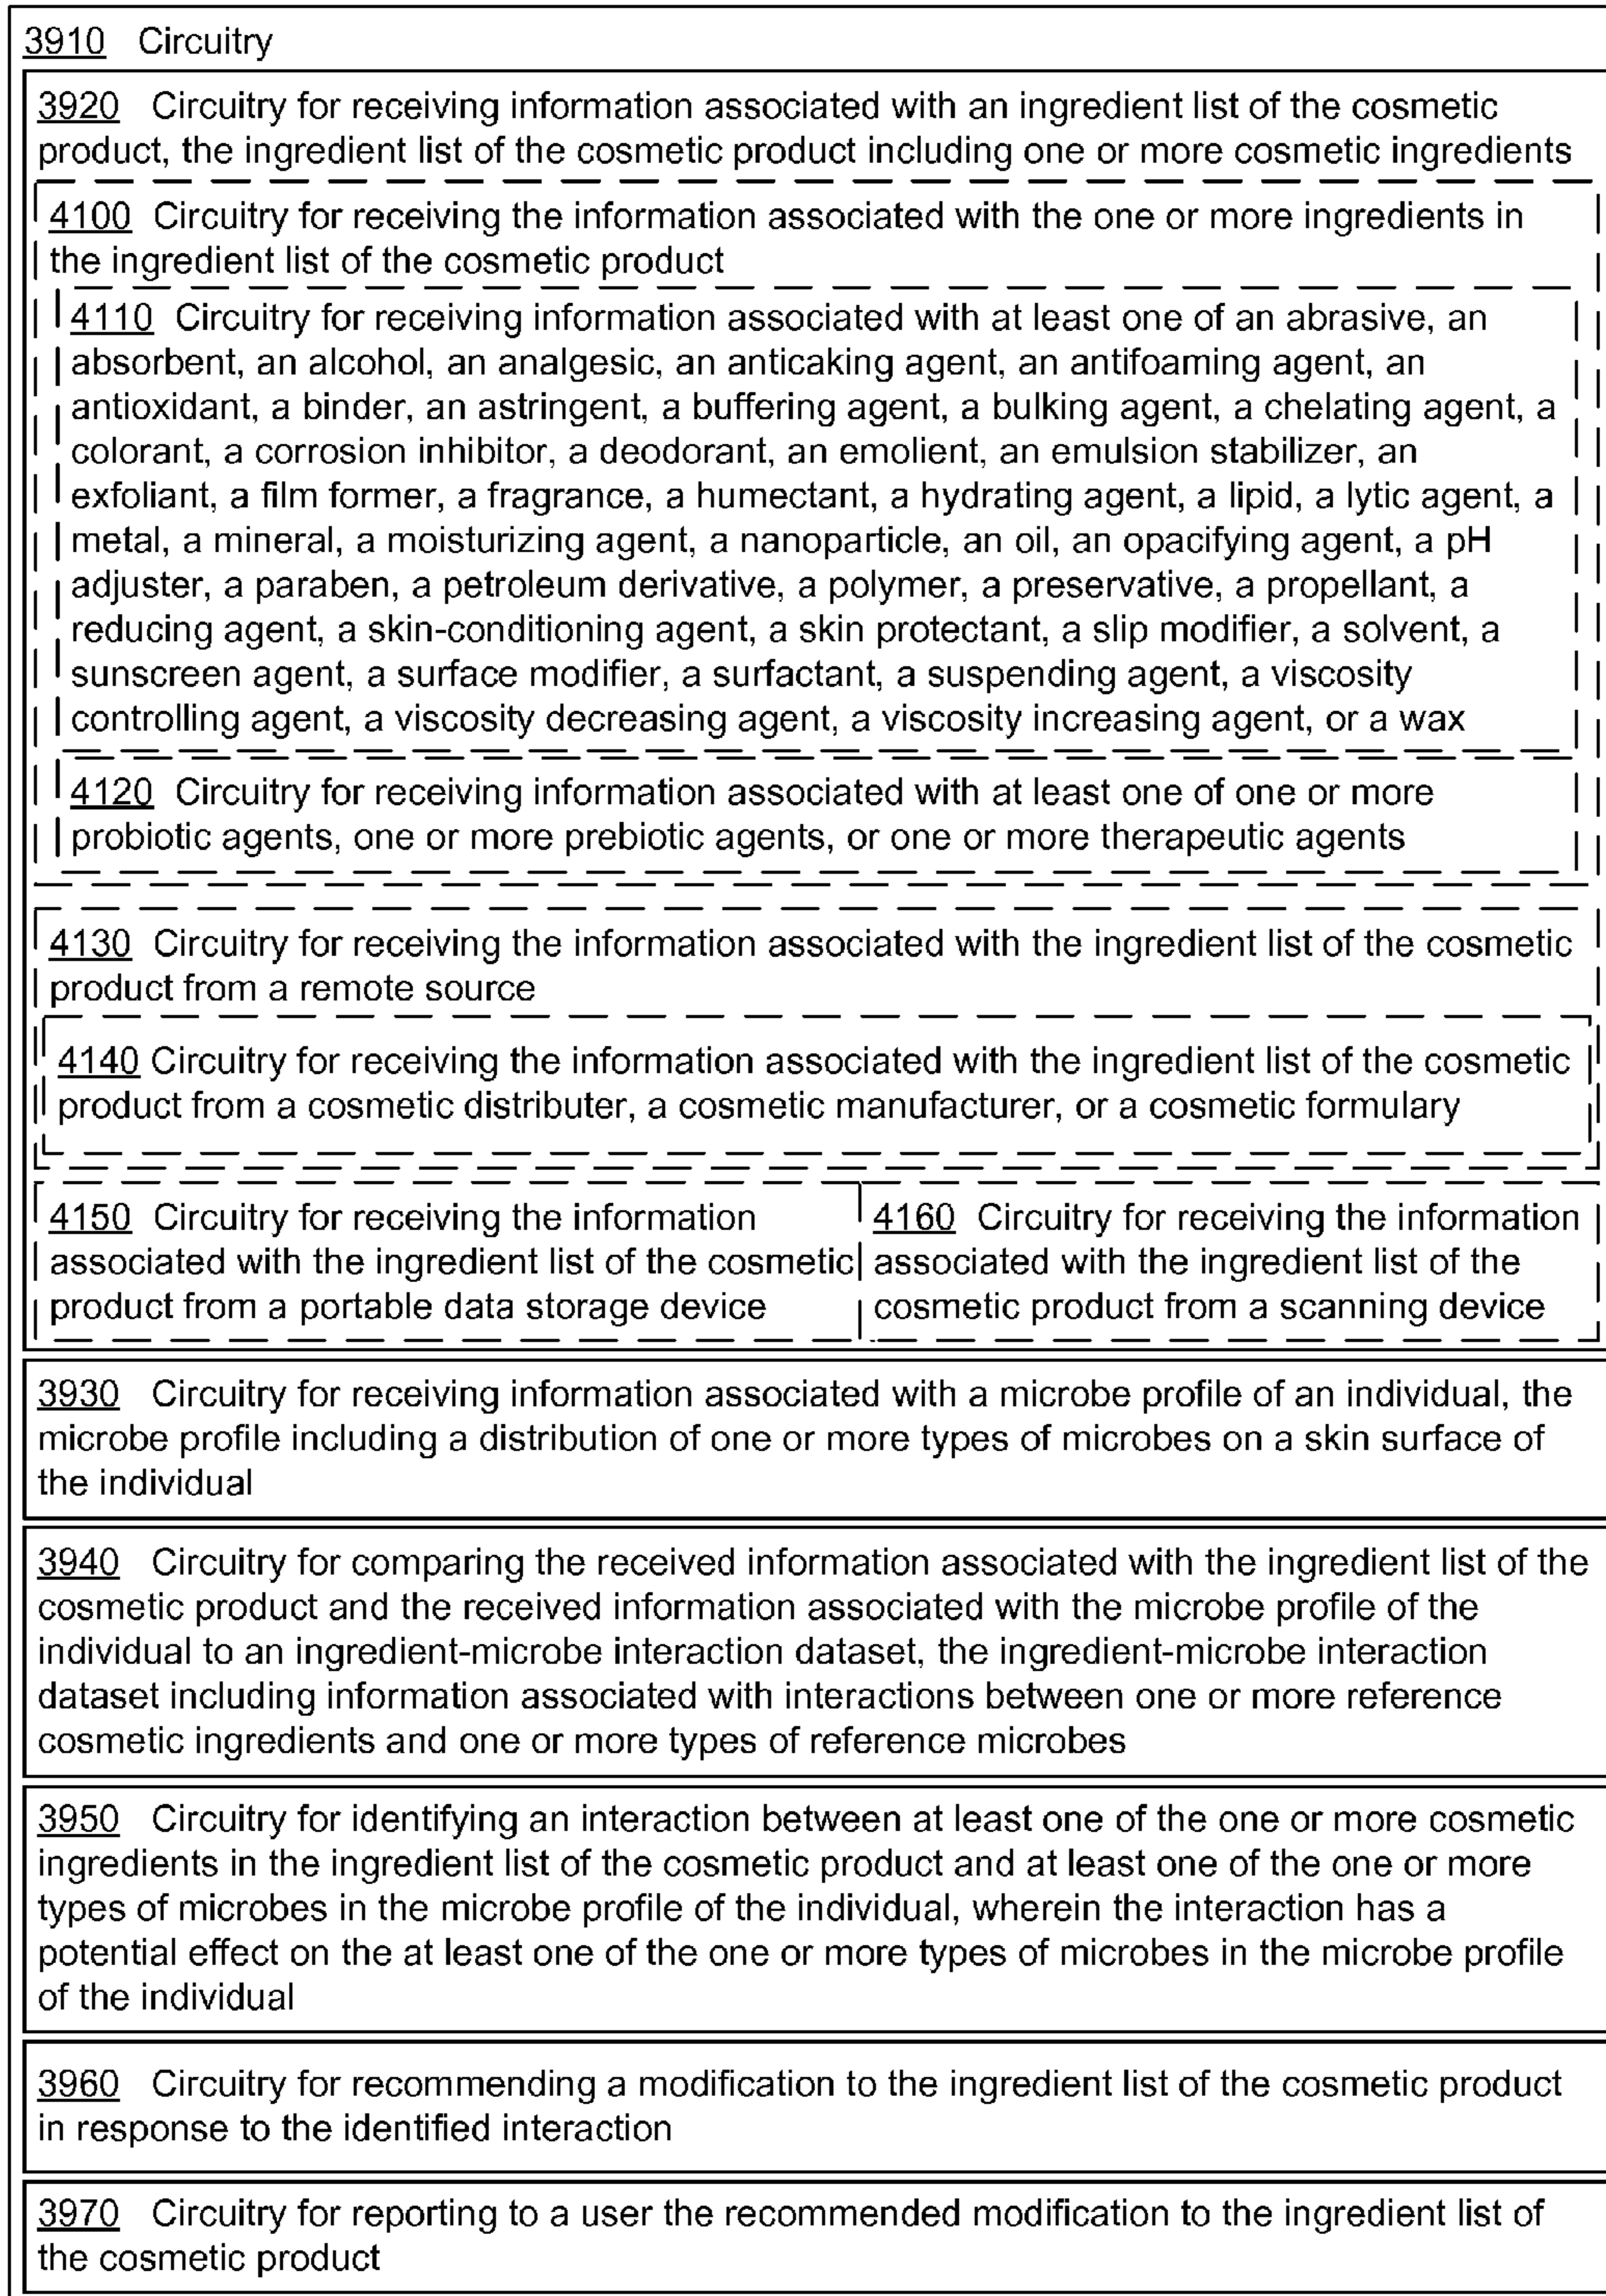 3910 Circuitry
3920 Circuitry for receiving information associated with an ingredient list of the cosmetic
product, the ingredient list of the cosmetic product including one or more cosmetic ingredients
4100 Circuitry for receiving the information associated with the one or more ingredients in
the ingredient list of the cosmetic product
4110 Circuitry for receiving information associated with at least one of an abrasive, an
absorbent, an alcohol, an analgesic, an anticaking agent, an antifoaming agent, an
antioxidant, a binder, an astringent, a buffering agent, a bulking agent, a chelating agent, a
colorant, a corrosion inhibitor, a deodorant, an emolient, an emulsion stabilizer, an
exfoliant, a film former, a fragrance, a humectant, a hydrating agent, a lipid, a lytic agent, a
metal, a mineral, a moisturizing agent, a nanoparticle, an oil, an opacifying agent, a pH
adjuster, a paraben, a petroleum derivative, a polymer, a preservative, a propellant, a
reducing agent, a skin-conditioning agent, a skin protectant, a slip modifier, a solvent, a
sunscreen agent, a surface modifier, a surfactant, a suspending agent, a viscosity
controlling agent, a viscosity decreasing agent, a viscosity increasing agent, or a wax
4120 Circuitry for receiving information associated with at least one of one or more
probiotic agents, one or more prebiotic agents, or one or more therapeutic agents
4130 Circuitry for receiving the information associated with the ingredient list of the cosmetic
product from a remote source
4140 Circuitry for receiving the information associated with the ingredient list of the cosmetic
product from a cosmetic distributer, a cosmetic manufacturer, or a cosmetic formulary
4150 Circuitry for receiving the information
associated with the ingredient list of the cosmetic
product from a portable data storage device
4160 Circuitry for receiving the information
associated with the ingredient list of the
cosmetic product from a scanning device
3930 Circuitry for receiving information associated with a microbe profile of an individual, the
microbe profile including a distribution of one or more types of microbes on a skin surface of
the individual
3940 Circuitry for comparing the received information associated with the ingredient list of the
cosmetic product and the received information associated with the microbe profile of the
individual to an ingredient-microbe interaction dataset, the ingredient-microbe interaction
dataset including information associated with interactions between one or more reference
cosmetic ingredients and one or more types of reference microbes
3950 Circuitry for identifying an interaction between at least one of the one or more cosmetic
ingredients in the ingredient list of the cosmetic product and at least one of the one or more
types of microbes in the microbe profile of the individual, wherein the interaction has a
potential effect on the at least one of the one or more types of microbes in the microbe profile
of the individual
3960 Circuitry for recommending a modification to the ingredient list of the cosmetic product
in response to the identified interaction
3970 Circuitry for reporting to a user the recommended modification to the ingredient list of
the cosmetic product